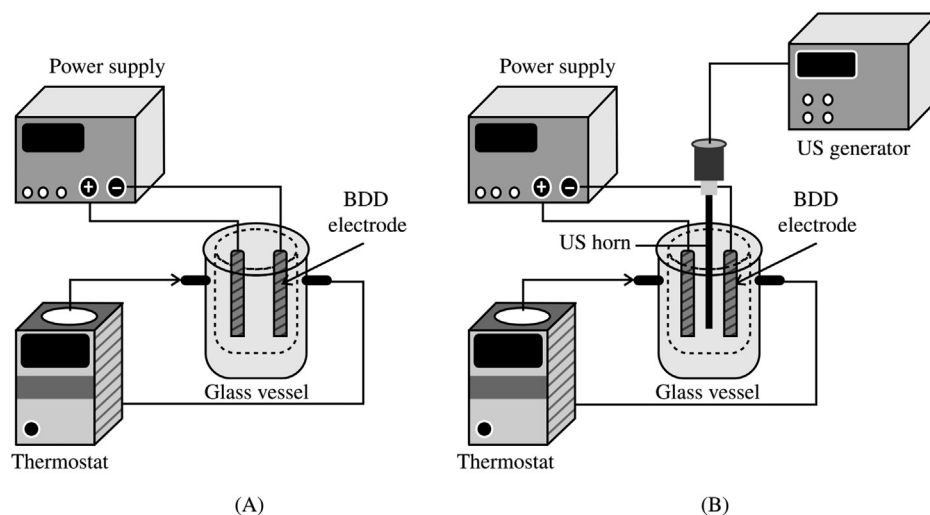 Power supply
+
−
BDD
electrode
Glass vessel
Thermostat
(A)
Power supply
+
−
US generator
US horn
BDD
electrode
Glass vessel
Thermostat
(B)